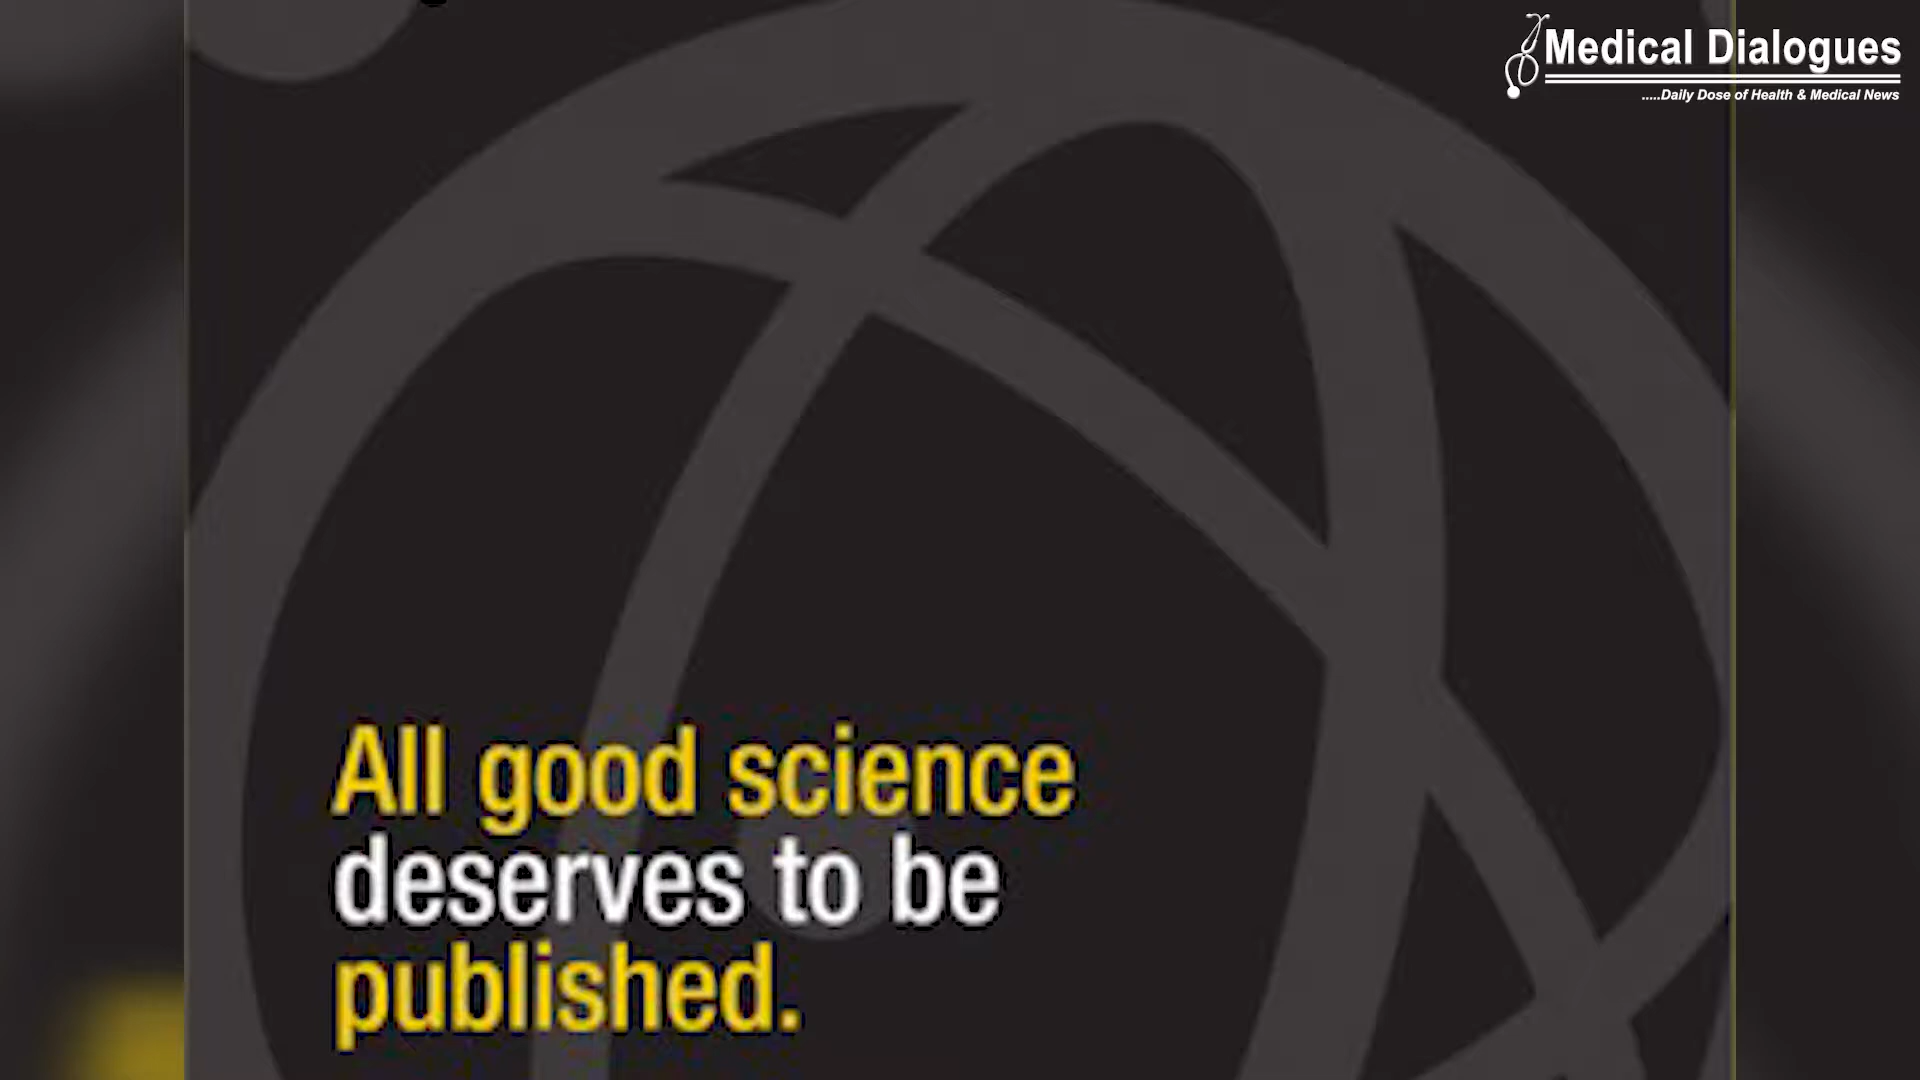 Medical Dialogues
.....Daily Dose of Health & Medical News
All good science
deserves to be
published.